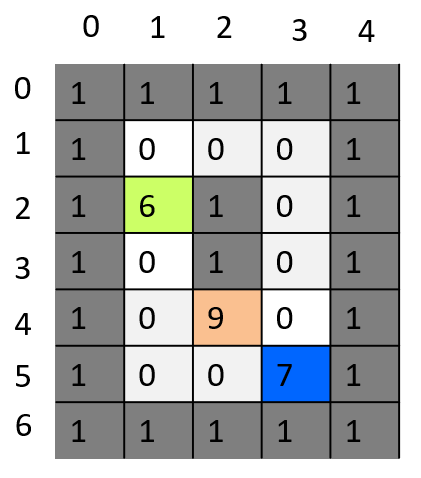 0 1 2 3 4
0 1 1 1 1 1
1 1 0 0 0 1
2 1 6 1 0 1
3 1 0 1 0 1
4 1 0 9 0 1
5 1 0 0 7 1
6 1 1 1 1 1